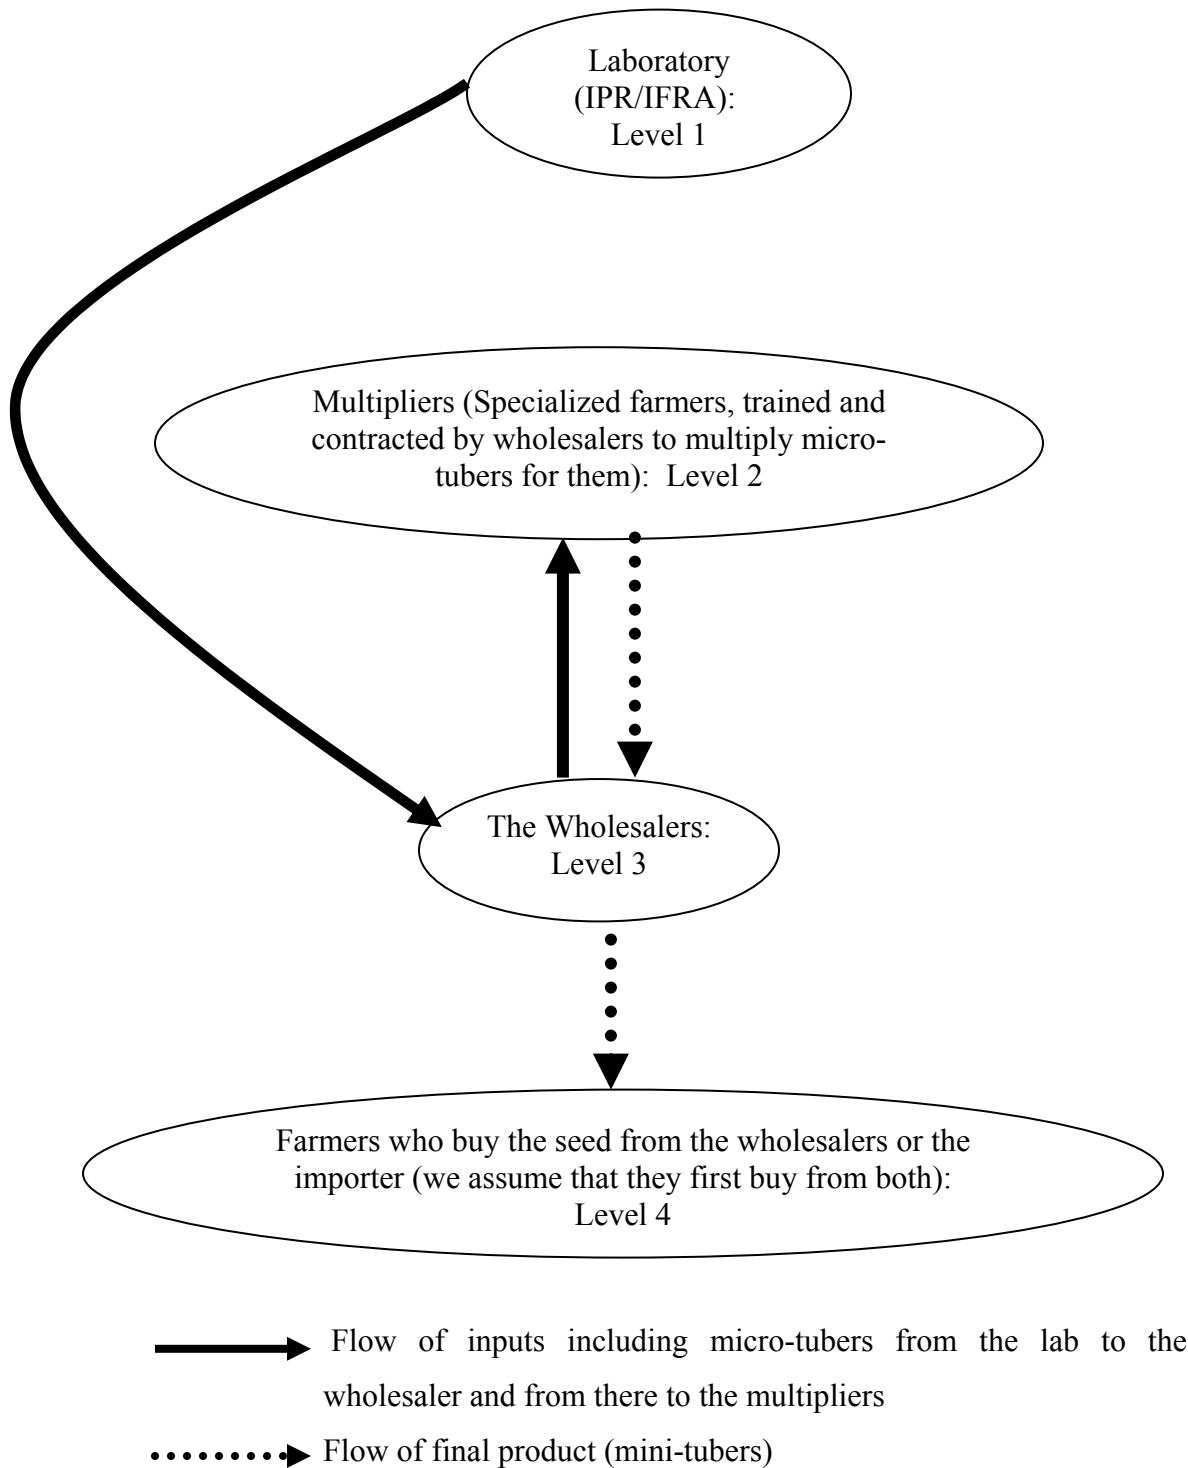 Laboratory
(IPR/IFRA):
Level 1
Multipliers (Specialized farmers, trained and
contracted by wholesalers to multiply micro-
tubers for them): Level 2
The Wholesalers:
Level 3
Farmers who buy the seed from the wholesalers or the
importer (we assume that they first buy from both):
Level 4
Flow of inputs including micro-tubers from the lab to the
wholesaler and from there to the multipliers
Flow of final product (mini-tubers)